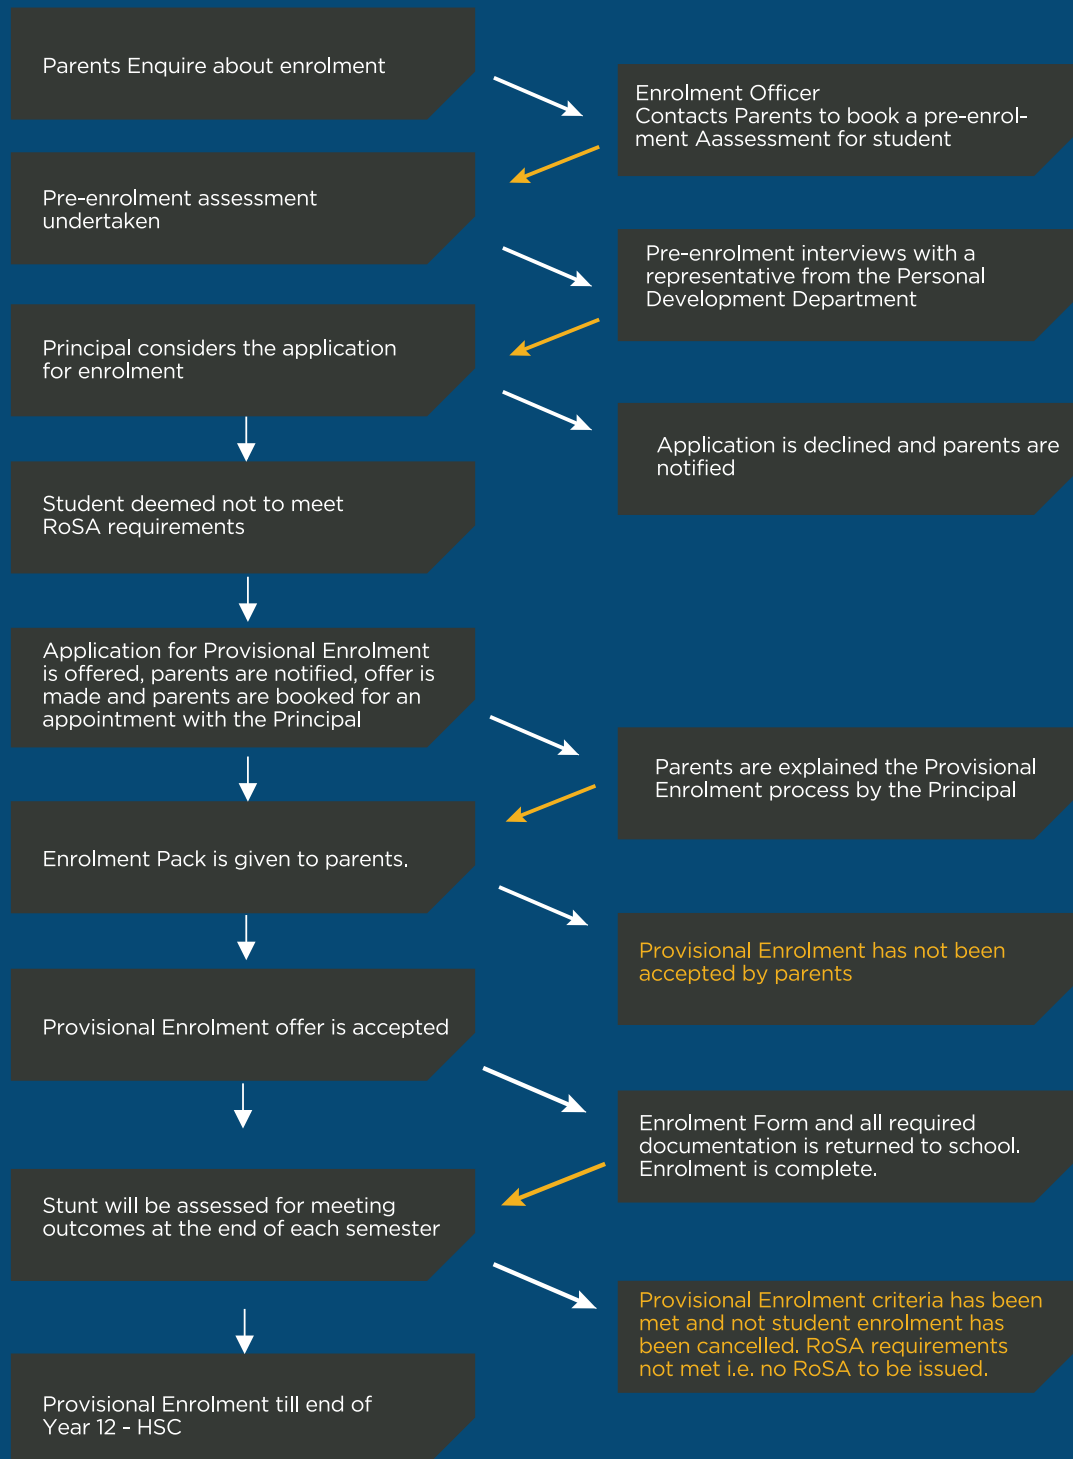 Parents Enquire about enrolment
Enrolment Officer
Contacts Parents to book a pre-enrol-
ment Aassessment for student
Pre-enrolment assessment
undertaken
Pre-enrolment interviews with a
representative from the Personal
Development Department
Principal considers the application
for enrolment
Application is declined and parents are
notified
Student deemed not to meet
RoSA requirements
Application for Provisional Enrolment
is offered, parents are notified, offer is
made and parents are booked for an
appointment with the Principal
Parents are explained the Provisional
Enrolment process by the Principal
Enrolment Pack is given to parents.
Provisional Enrolment has not been
accepted by parents
Provisional Enrolment offer is accepted
Enrolment Form and all required
documentation is returned to school.
Enrolment is complete.
Stunt will be assessed for meeting
outcomes at the end of each semester
Provisional Enrolment criteria has been
met and not student enrolment has
been cancelled. RoSA requirements
not met i.e. no RoSA to be issued.
Provisional Enrolment till end of
Year 12 - HSC